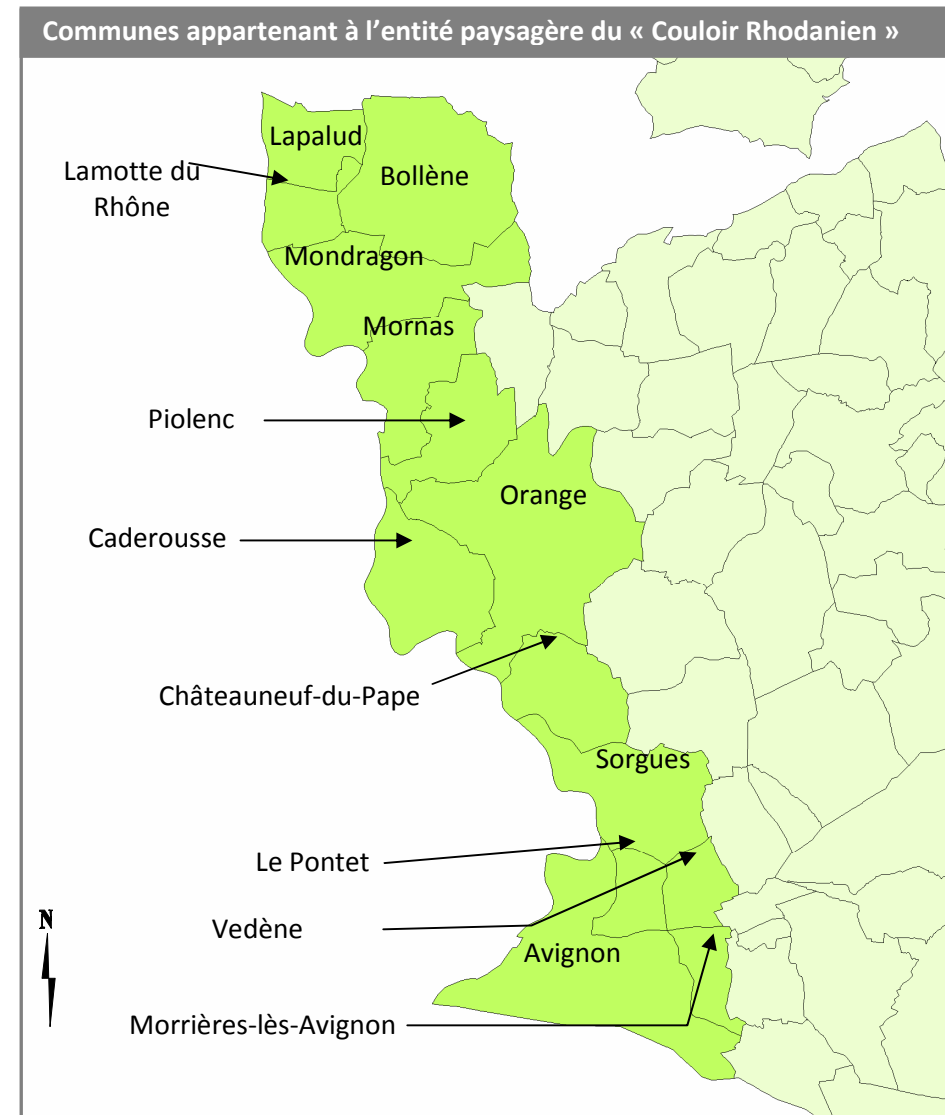 Communes appartenant à l'entité paysagère du « Couloir Rhodanien »
Lapalud
Lamotte du
Rhône
Bollène
Mondragon
Mornas
Piolenc
Orange
Caderousse
Châteauneuf-du-Pape
Sorgues
Le Pontet
Vedène
N
Avignon
Morrières-lès-Avignon